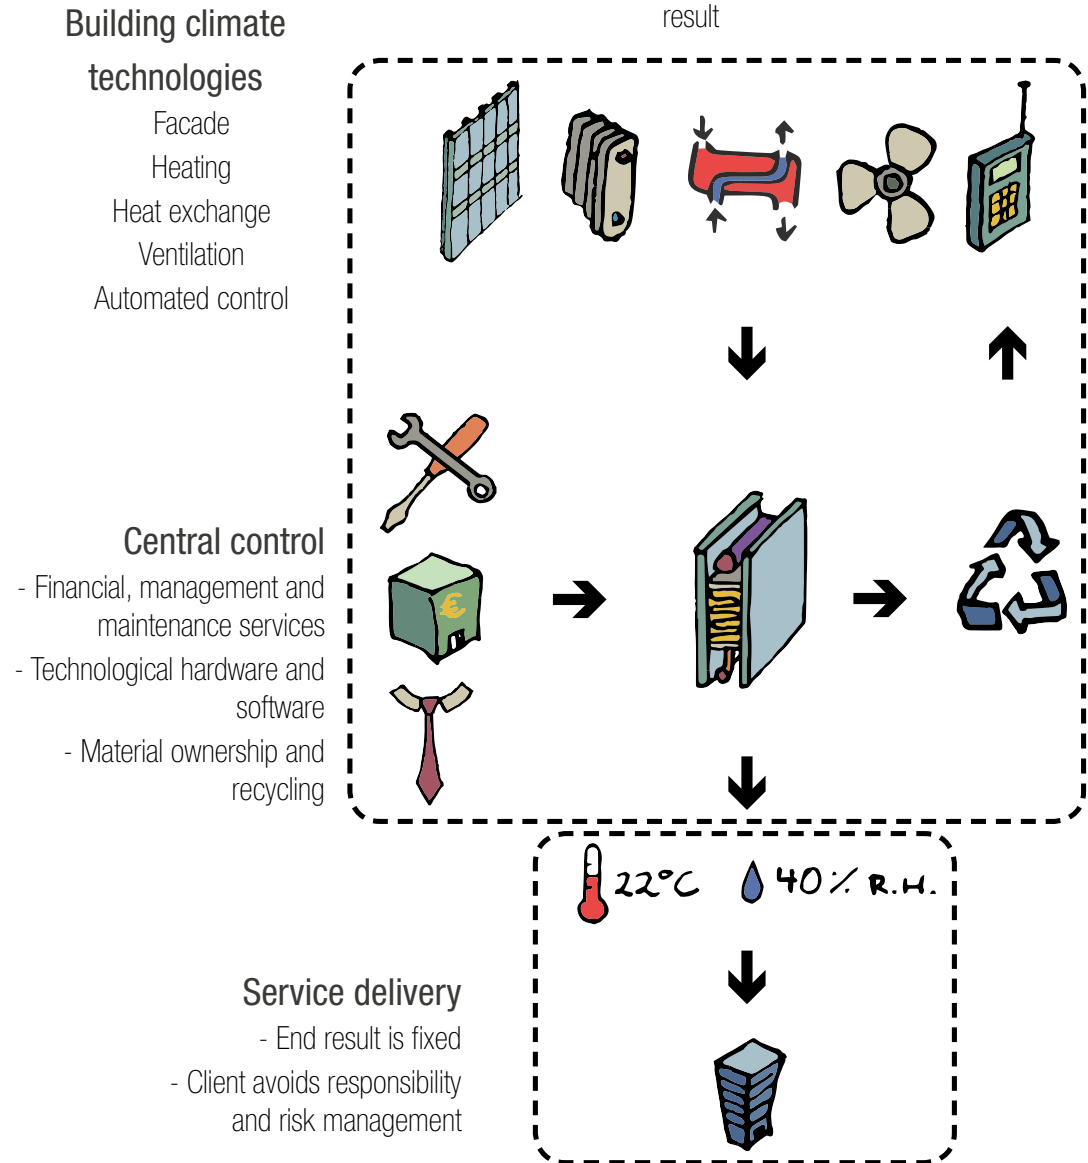 result
Building climate
technologies
Facade
Heating
Heat exchange
Ventilation
Automated control
Central control
- Financial, management and
maintenance services
€
- Technological hardware and
software
- Material ownership and
recycling
22°C
40% R.H.
Service delivery
- End result is fixed
- Client avoids responsibility
and risk management